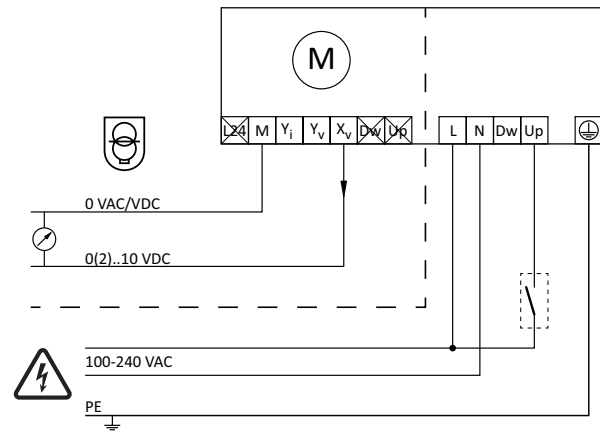 M
L24 M Yi Yv Xv Dw Up L N Dw Up
0 VAC/VDC
0(2)..10 VDC
100-240 VAC
PE